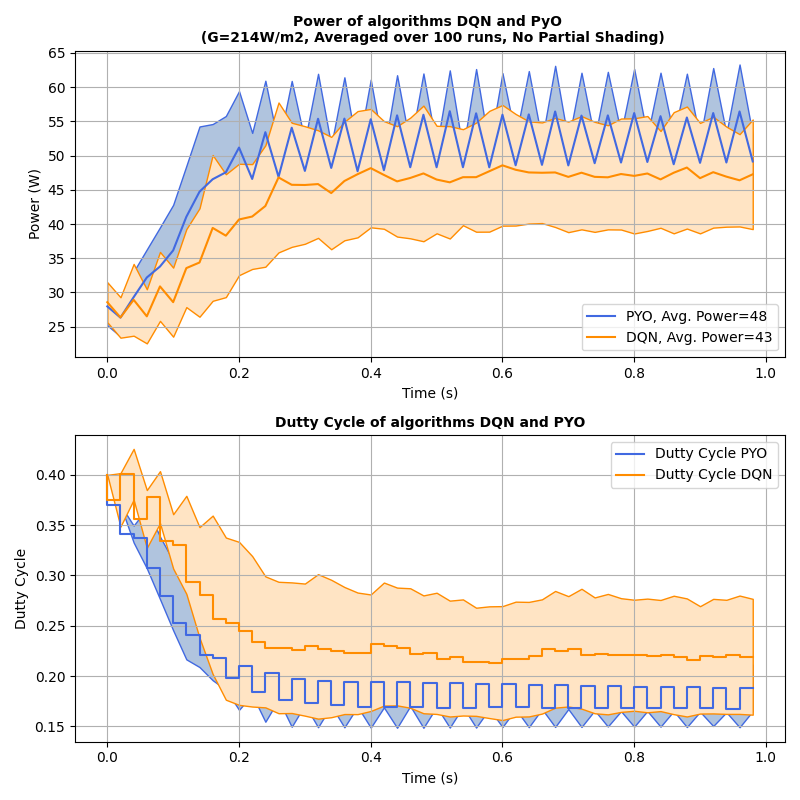 Power of algorithms DQN and PyO
(G=214W/m2, Averaged over 100 runs, No Partial Shading)
65
60
55
50
45
40
35
30
25
Power (W)
PYO, Avg. Power=48
DQN, Avg. Power=43
0.0 0.2 0.4 0.6 0.8 1.0
Time (s)
Dutty Cycle of algorithms DQN and PYO
0.40
0.35
0.30
0.25
0.20
0.15
Dutty Cycle
Dutty Cycle PYO
Dutty Cycle DQN
0.0 0.2 0.4 0.6 0.8 1.0
Time (s)